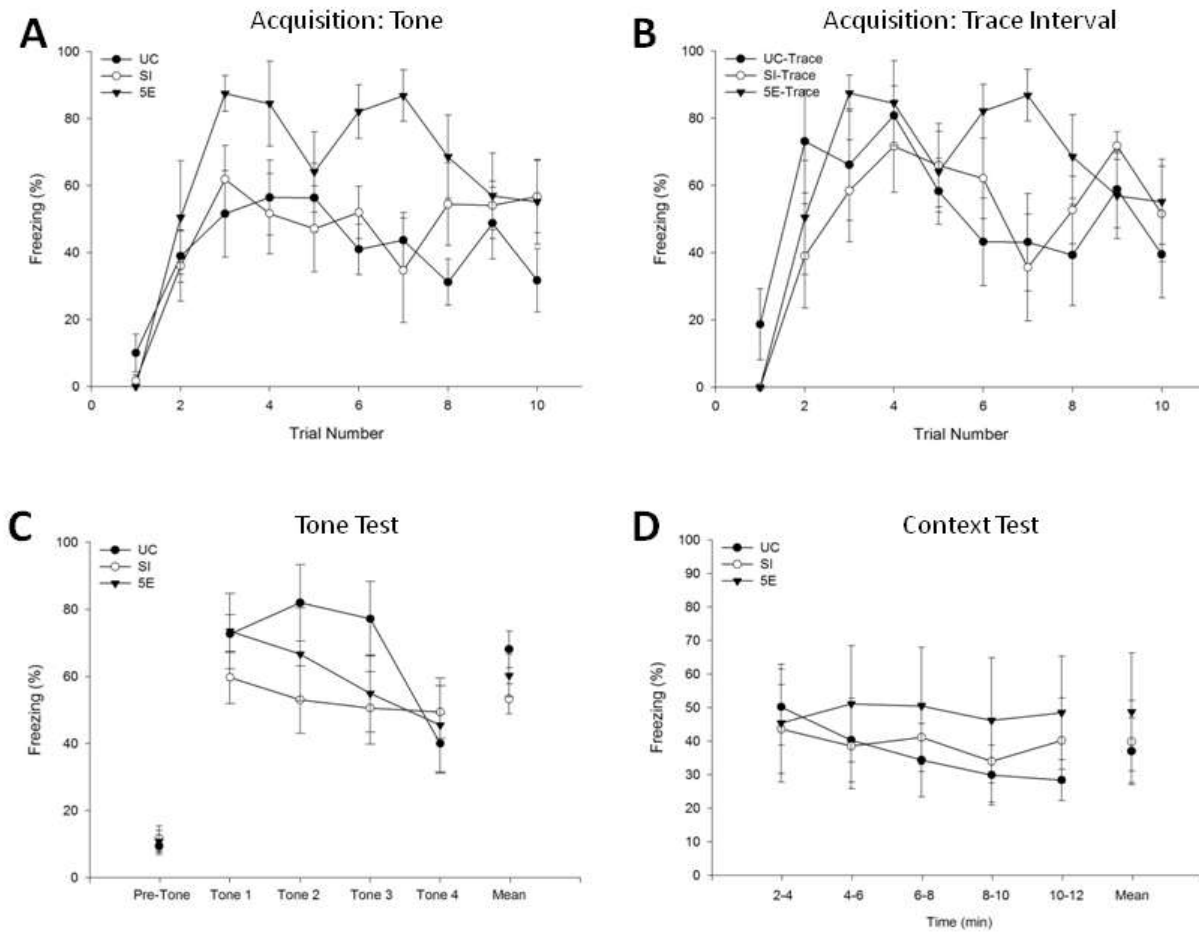 A
Acquisition: Tone
UC
SI
5E
100
80
60
40
20
0
Freezing (%)
0 2 4 6 8 10
Trial Number
B
Acquisition: Trace Interval
UC-Trace
SI-Trace
5E-Trace
100
80
60
40
20
0
Freezing (%)
0 2 4 6 8 10
Trial Number
C
Tone Test
UC
SI
5E
100
80
60
40
20
0
Freezing (%)
Pre-Tone Tone 1 Tone 2 Tone 3 Tone 4 Mean
D
Context Test
UC
SI
5E
100
90
80
70
60
50
40
30
20
10
0
Freezing (%)
2-4 4-6 6-8 8-10 10-12 Mean
Time (min)